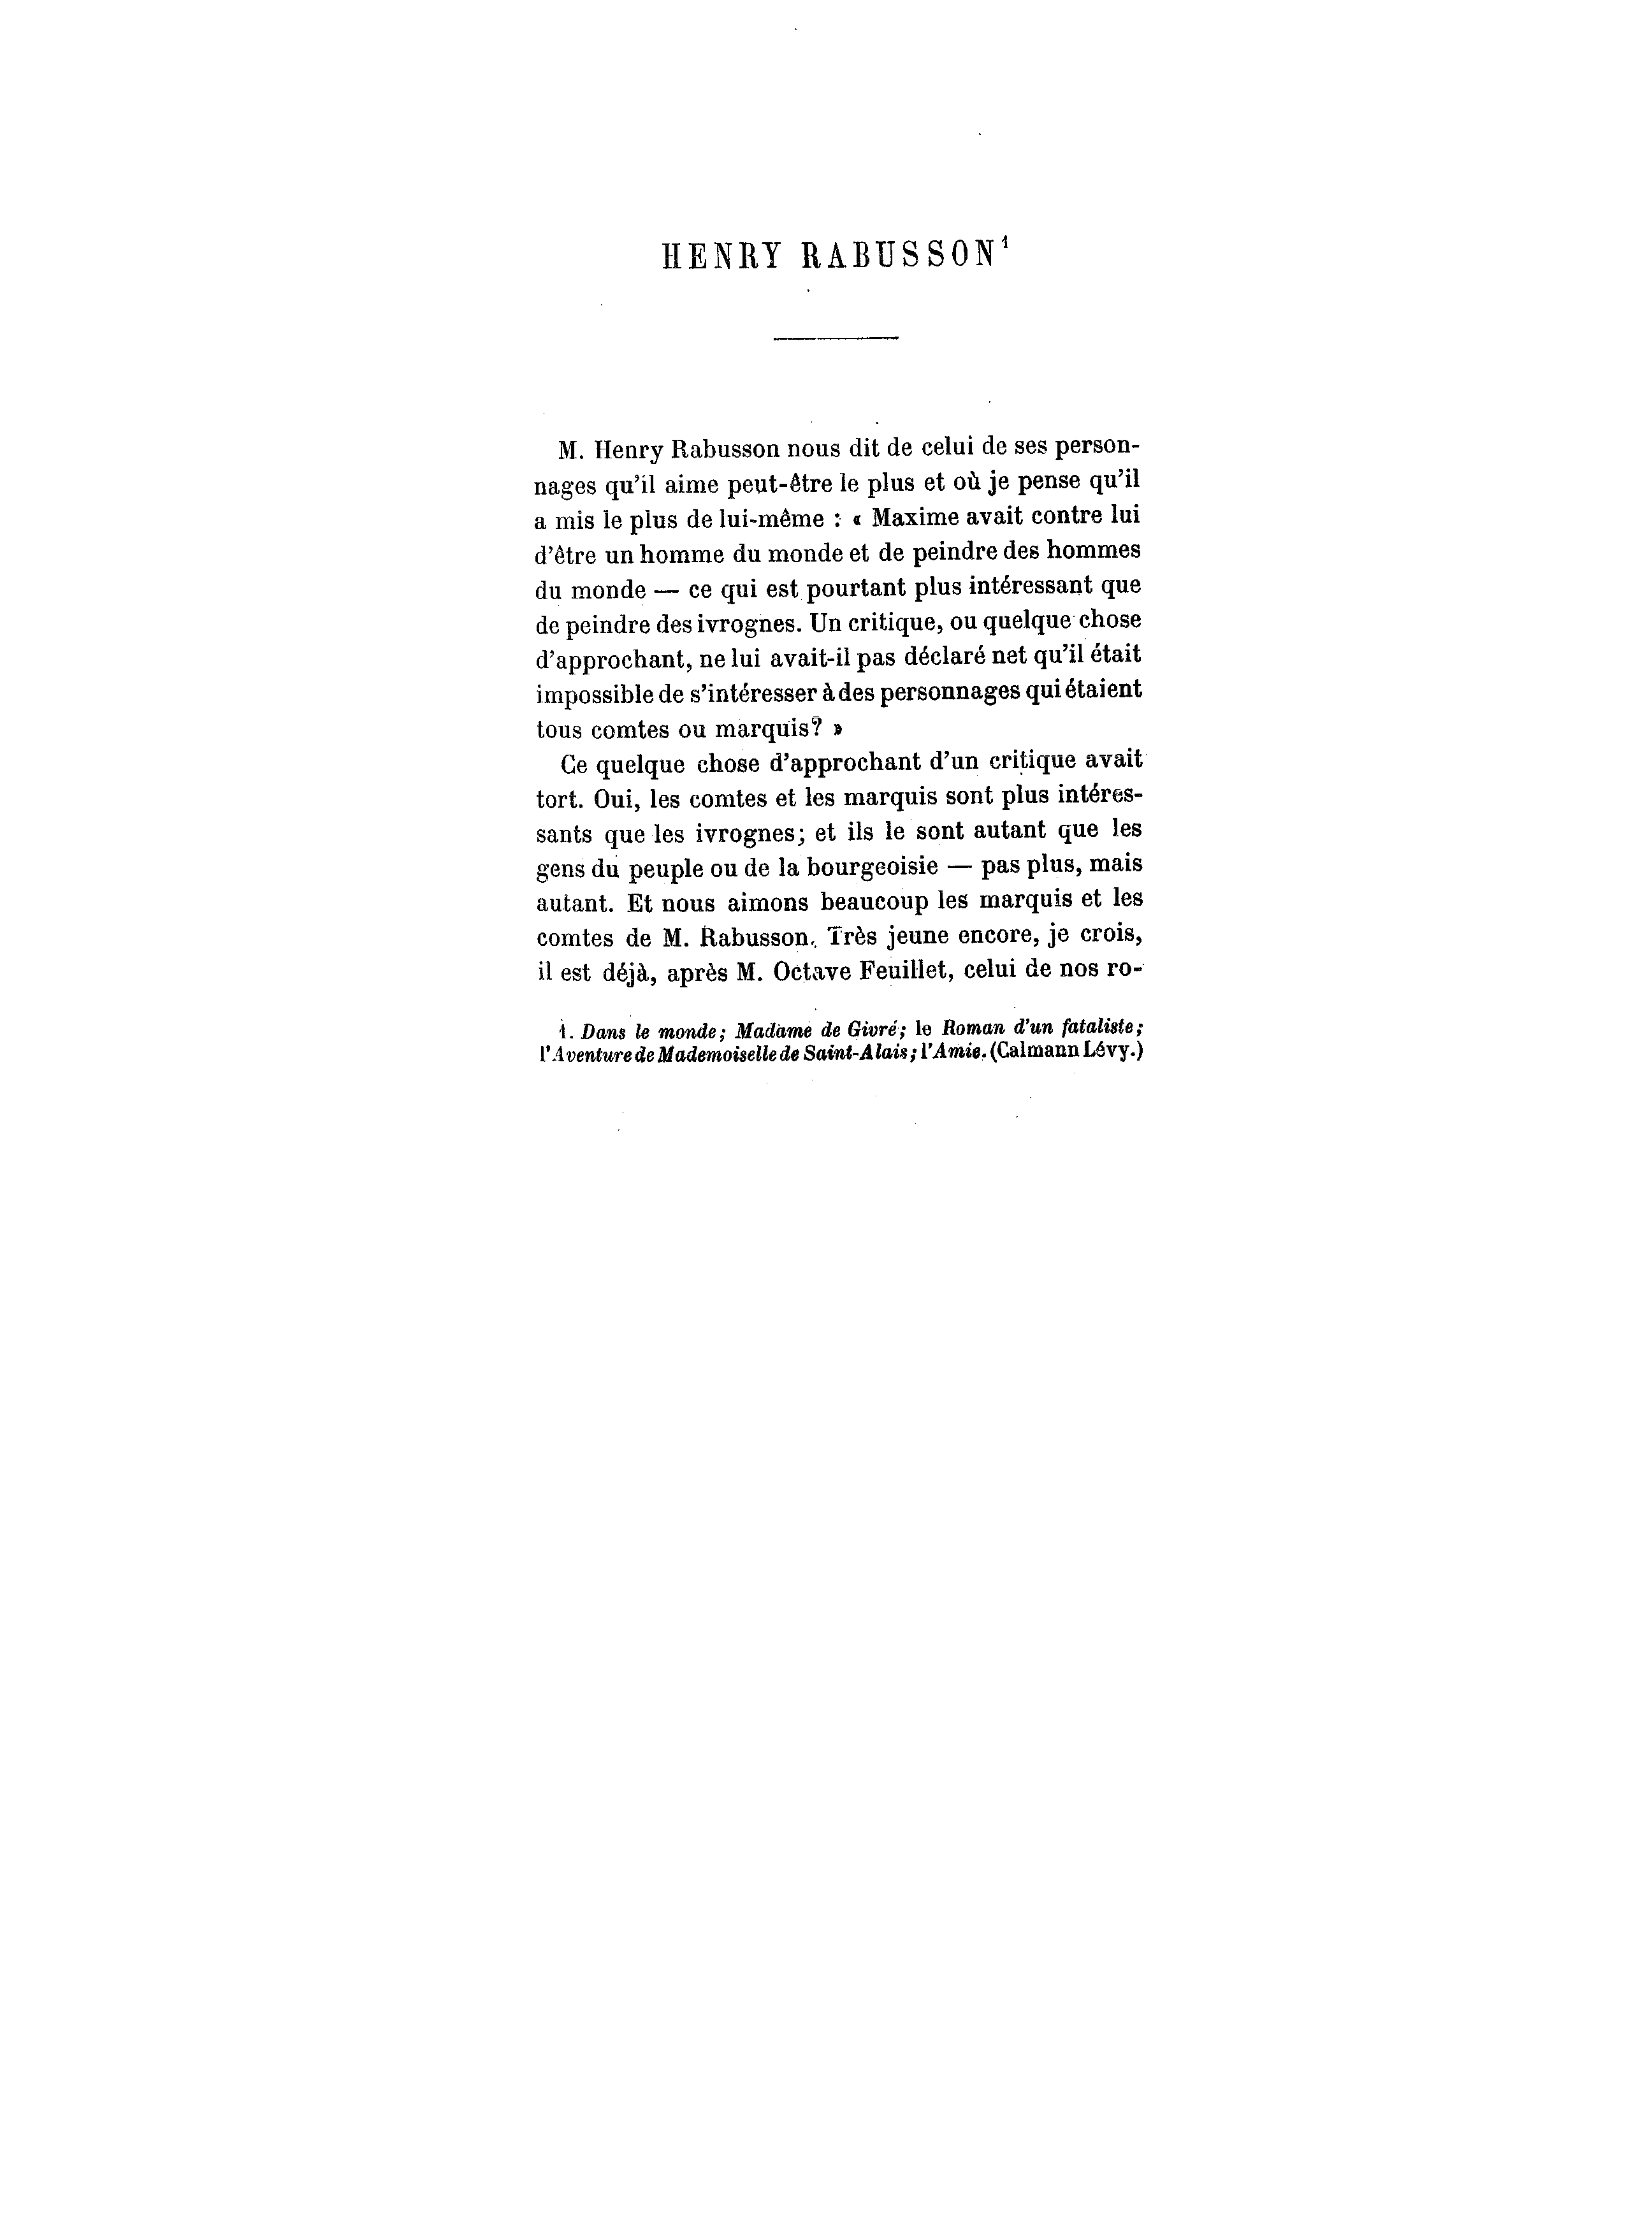 HENRY RABUSSON¹
M. Henry Rabusson nous dit de celui de ses person-
nages qu'il aime peut-être le plus et où je pense qu'il
a mis le plus de lui-même : « Maxime avait contre lui
d'être un homme du monde et de peindre des hommes
du monde — ce qui est pourtant plus intéressant que
de peindre des ivrognes. Un critique, ou quelque chose
d'approchant, ne lui avait-il pas déclaré net qu'il était
impossible de s'intéresser à des personnages qui étaient
tous comtes ou marquis? »
Ce quelque chose d'approchant d'un critique avait
tort. Oui, les comtes et les marquis sont plus intéres-
sants que les ivrognes; et ils le sont autant que les
gens du peuple ou de la bourgeoisie — pas plus, mais
autant. Et nous aimons beaucoup les marquis et les
comtes de M. Rabusson. Très jeune encore, je crois,
il est déjà, après M. Octave Feuillet, celui de nos ro-
1. Dans le monde; Madame de Givré; le Roman d'un fataliste;
l'Aventure de Mademoiselle de Saint-Alais; l'Amie. (Calmann Lévy.)